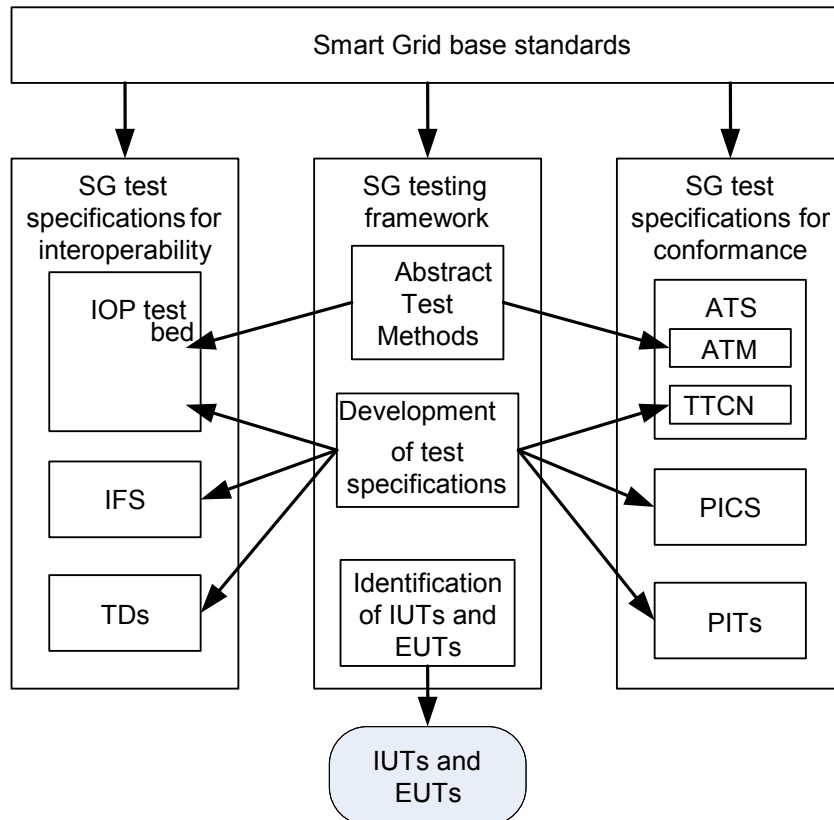 Smart Grid base standards
SG test
specifications for
interoperability
IOP test
bed
IFS
TDs
SG testing
framework
Abstract
Test
Methods
Development
of test
specifications
Identification
of IUTs and
EUTs
IUTs and
EUTs
SG test
specifications for
conformance
ATS
ATM
TTCN
PICS
PITs